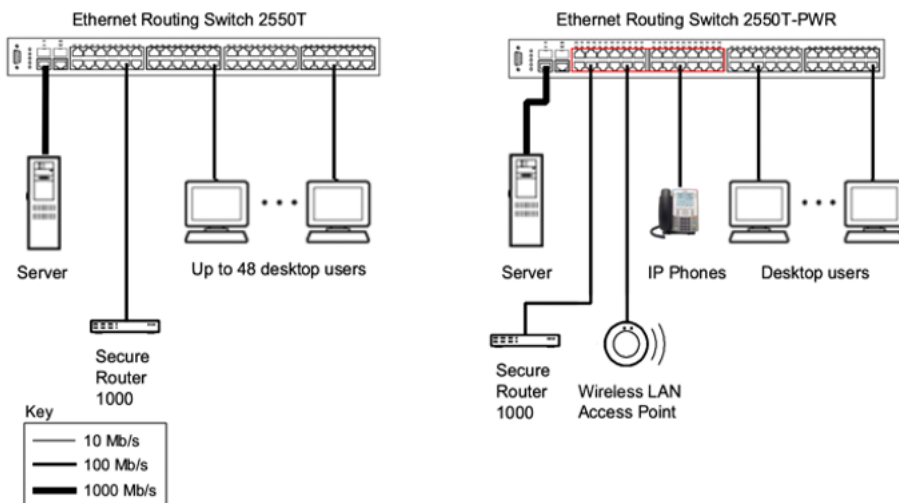 Ethernet Routing Switch 2550T
Server
Up to 48 desktop users
Secure
Router
1000
Key
10 Mb/s
100 Mb/s
1000 Mb/s
Ethernet Routing Switch 2550T-PWR
Server
IP Phones
Desktop users
Secure
Router
1000
Wireless LAN
Access Point